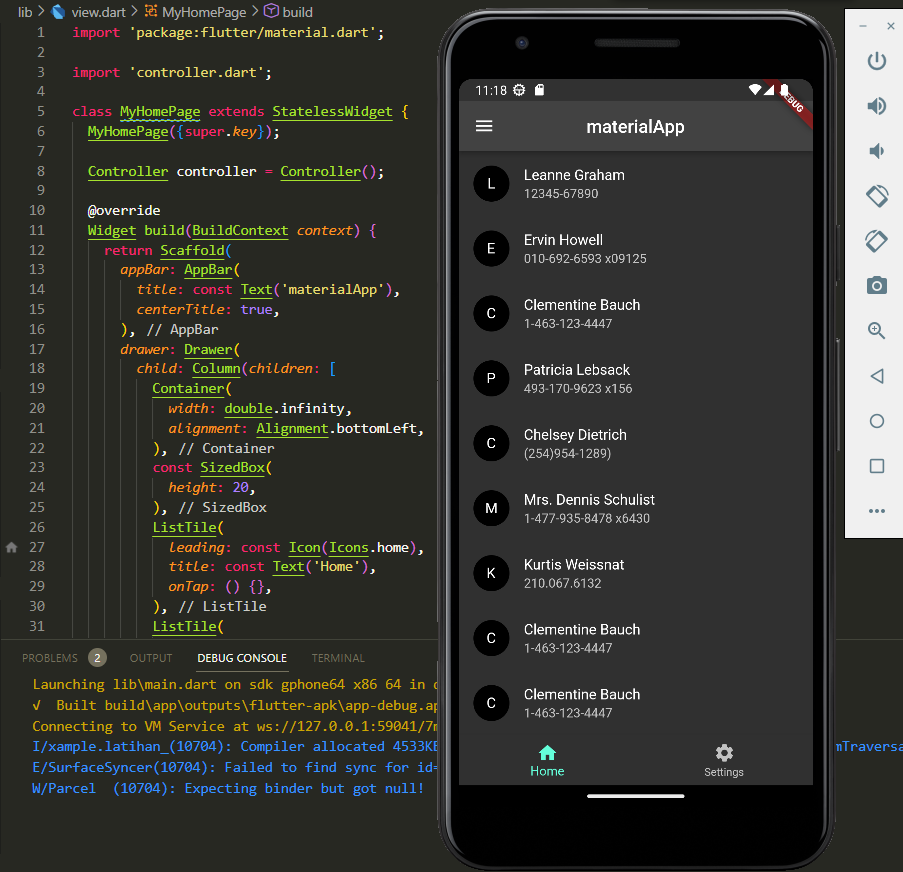 lib > view.dart > MyHomePage > build
1 import 'package:flutter/material.dart';
2
3 import 'controller.dart';
4
5 class MyHomePage extends StatelessWidget {
6 MyHomePage({super.key});
7
8 Controller controller = Controller();
9
10 @override
11 Widget build(BuildContext context) {
12 return Scaffold(
13 appBar: AppBar(
14 title: const Text('materialApp'),
15 centerTitle: true,
16 ), // AppBar
17 drawer: Drawer(
18 child: Column(children: [
19 Container(
20 width: double.infinity,
21 alignment: Alignment.bottomLeft,
22 ), // Container
23 const SizedBox(
24 height: 20,
25 ), // SizedBox
26 ListTile(
27 leading: const Icon(Icons.home),
28 title: const Text('Home'),
29 onTap: () {},
30 ), // ListTile
31 ListTile(
PROBLEMS 2 OUTPUT DEBUG CONSOLE TERMINAL
Launching lib\main.dart on sdk gphone64 x86 64 in
√ Built build\app\outputs\flutter-apk\app-debug.ap
Connecting to VM Service at ws://127.0.0.1:59041/7m
I/xample.latihan_(10704): Compiler allocated 4533KB
mTraversa
E/SurfaceSyncer(10704): Failed to find sync for id=
W/Parcel (10704): Expecting binder but got null!
11:18
DEBUG
materialApp
L
Leanne Graham
12345-67890
E
Ervin Howell
010-692-6593 x09125
C
Clementine Bauch
1-463-123-4447
P
Patricia Lebsack
493-170-9623 x156
C
Chelsey Dietrich
(254)954-1289)
M
Mrs. Dennis Schulist
1-477-935-8478 x6430
K
Kurtis Weissnat
210.067.6132
C
Clementine Bauch
1-463-123-4447
C
Clementine Bauch
1-463-123-4447
Home
Settings